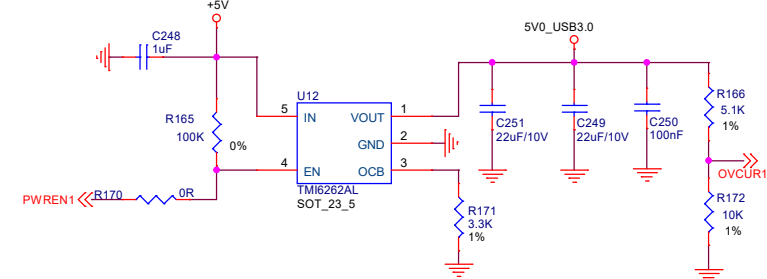 +5V
5V0_USB3.0
C248
1uF
R165
100K
0%
U12
5
IN
VOUT
1
GND
2
4
EN
OCB
3
TMI6262AL
SOT_23_5
PWREN1
R170
0R
R171
3.3K
1%
C251
22uF/10V
C249
22uF/10V
C250
100nF
R166
5.1K
1%
OVCUR1
R172
10K
1%